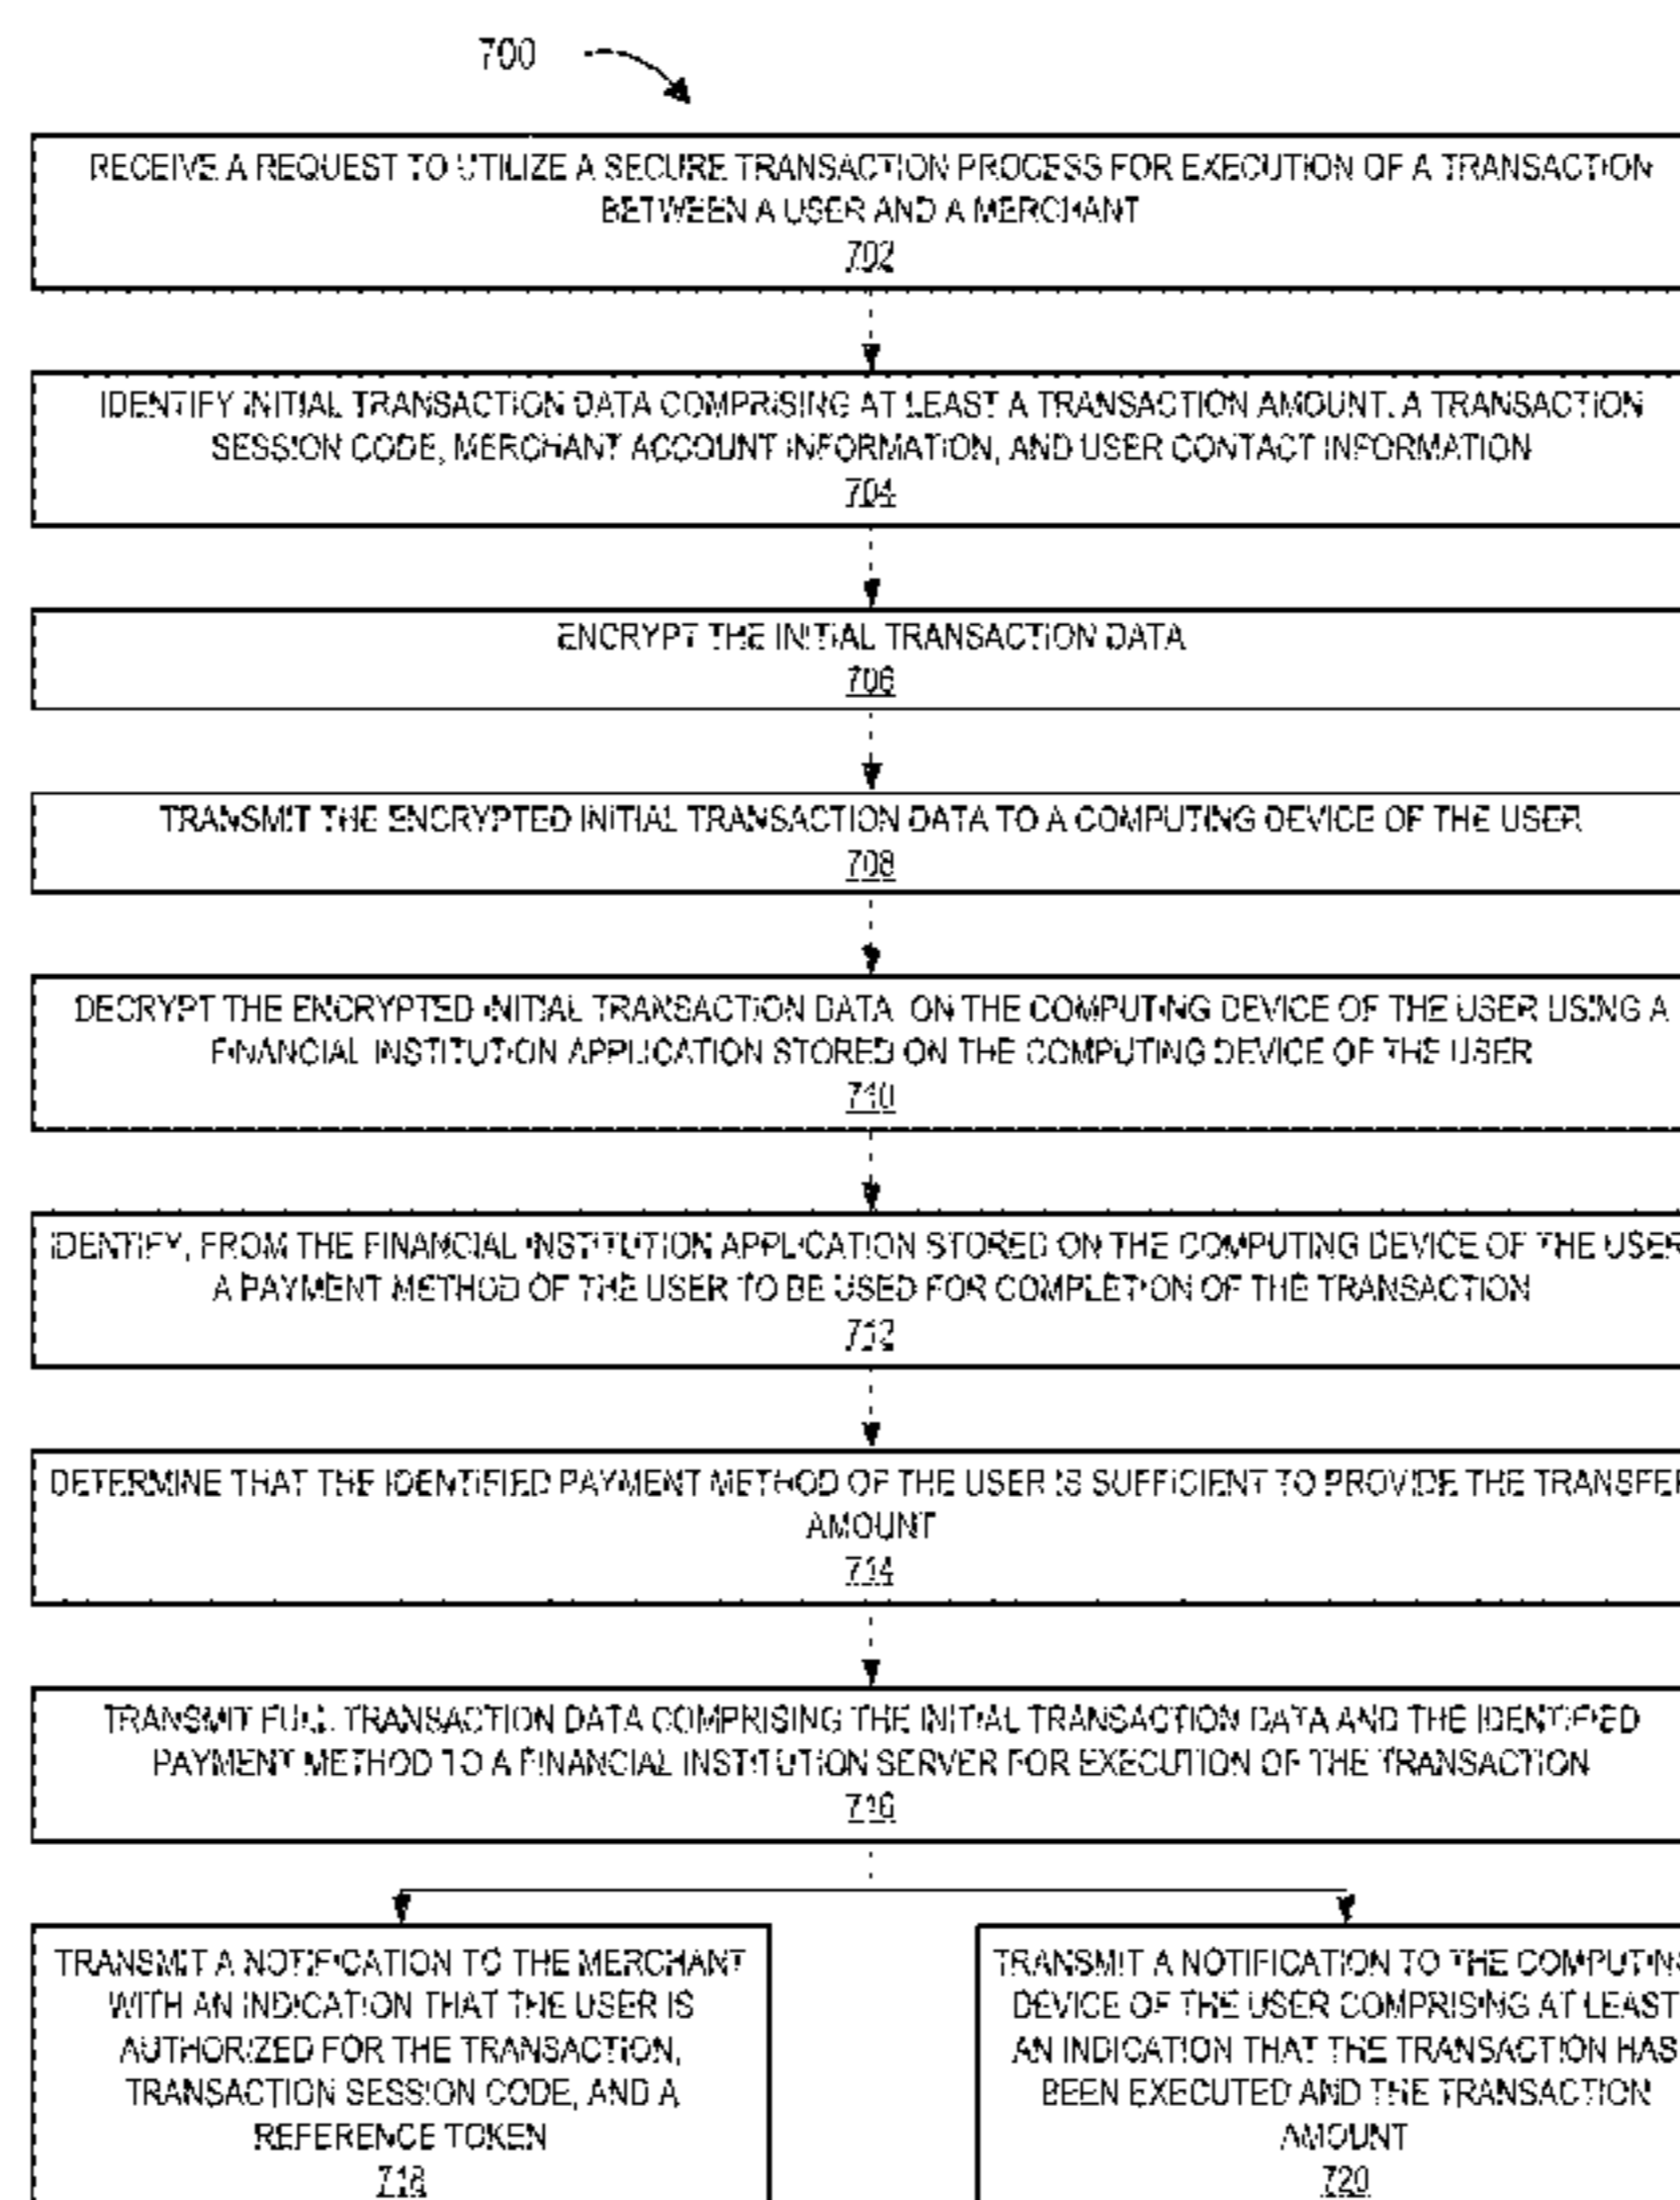 700
RECEIVE A REQUEST TO UTILIZE A SECURE TRANSACTION PROCESS FOR EXECUTION OF A TRANSACTION
BETWEEN A USER AND A MERCHANT
702
IDENTIFY INITIAL TRANSACTION DATA COMPRISING AT LEAST A TRANSACTION AMOUNT, A TRANSACTION
SESSION CODE, MERCHANT ACCOUNT INFORMATION, AND USER CONTACT INFORMATION
704
ENCRYPT THE INITIAL TRANSACTION DATA
706
TRANSMIT THE ENCRYPTED INITIAL TRANSACTION DATA TO A COMPUTING DEVICE OF THE USER
708
DECRYPT THE ENCRYPTED INITIAL TRANSACTION DATA ON THE COMPUTING DEVICE OF THE USER USING A
FINANCIAL INSTITUTION APPLICATION STORED ON THE COMPUTING DEVICE OF THE USER
710
IDENTIFY, FROM THE FINANCIAL INSTITUTION APPLICATION STORED ON THE COMPUTING DEVICE OF THE USER
A PAYMENT METHOD OF THE USER TO BE USED FOR COMPLETION OF THE TRANSACTION
712
DETERMINE THAT THE IDENTIFIED PAYMENT METHOD OF THE USER IS SUFFICIENT TO PROVIDE THE TRANSFER
AMOUNT
714
TRANSMIT FULL TRANSACTION DATA COMPRISING THE INITIAL TRANSACTION DATA AND THE IDENTIFIED
PAYMENT METHOD TO A FINANCIAL INSTITUTION SERVER FOR EXECUTION OF THE TRANSACTION
716
TRANSMIT A NOTIFICATION TO THE MERCHANT
WITH AN INDICATION THAT THE USER IS
AUTHORIZED FOR THE TRANSACTION,
TRANSACTION SESSION CODE, AND A
REFERENCE TOKEN
718
TRANSMIT A NOTIFICATION TO THE COMPUTING
DEVICE OF THE USER COMPRISING AT LEAST
AN INDICATION THAT THE TRANSACTION HAS
BEEN EXECUTED AND THE TRANSACTION
AMOUNT
720